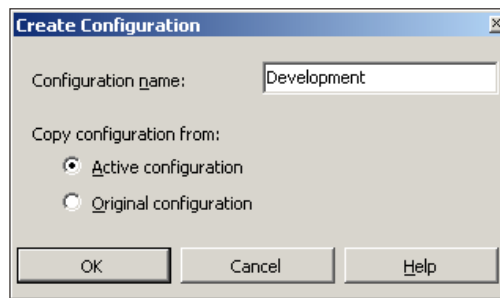 Create Configuration
Configuration name: Development
Copy configuration from:
Active configuration
Original configuration
OK Cancel Help